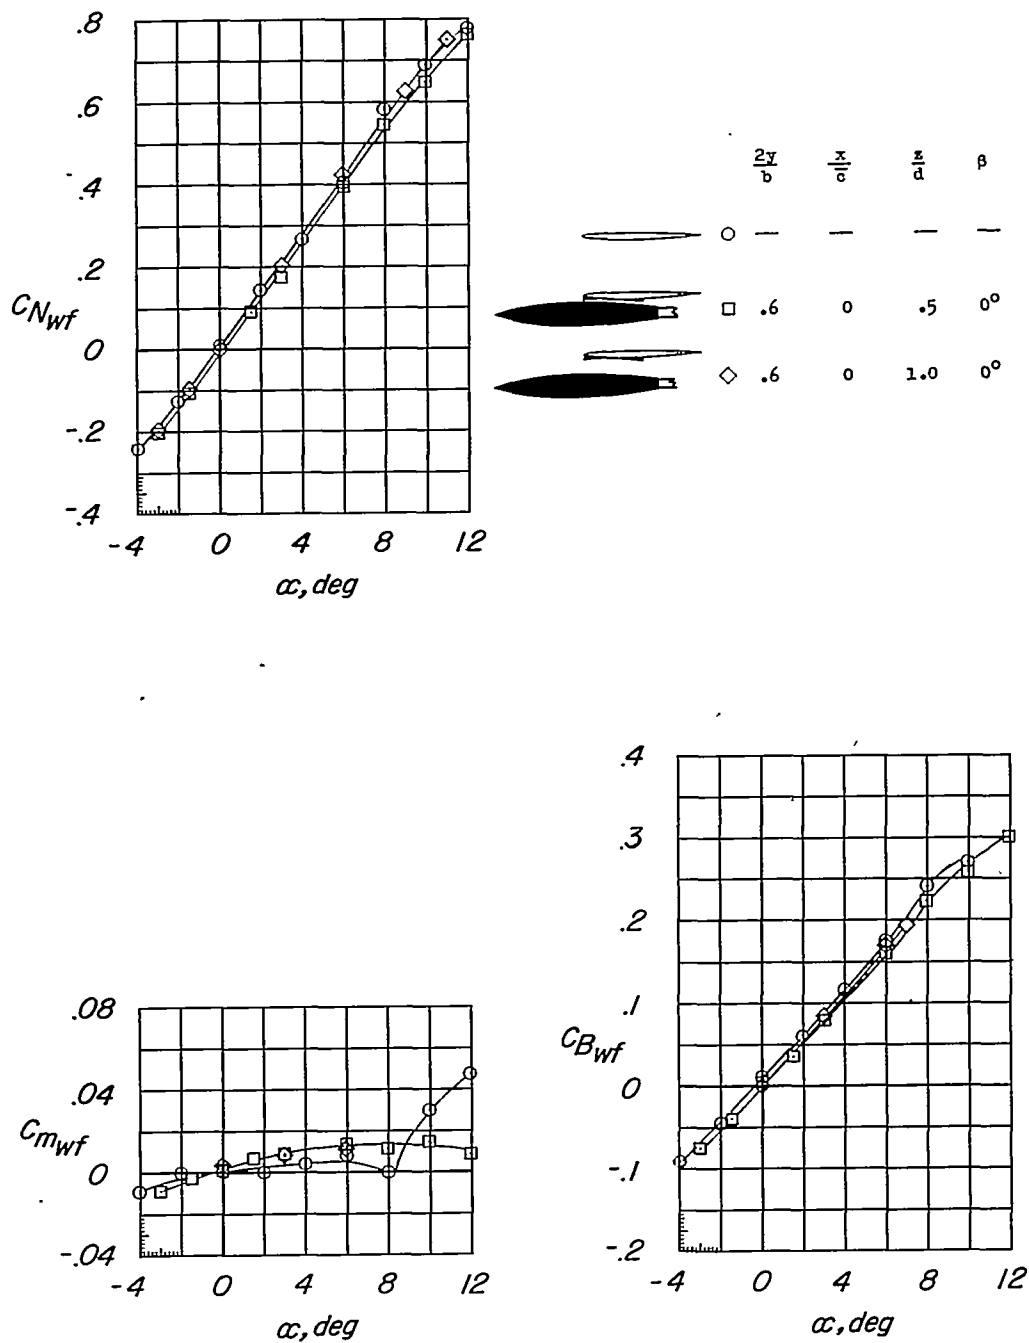 .8
.6
.4
.2
0
-.2
-.4
C_{N_{wf}}
-4 0 4 8 12
α, deg
2y/b x/c̄ z/d β
— — — —
.6 0 .5 0°
.6 0 1.0 0°
.08
.04
0
-.04
C_{m_{wf}}
-4 0 4 8 12
α, deg
.4
.3
.2
.1
0
-.1
-.2
C_{B_{wf}}
-4 0 4 8 12
α, deg